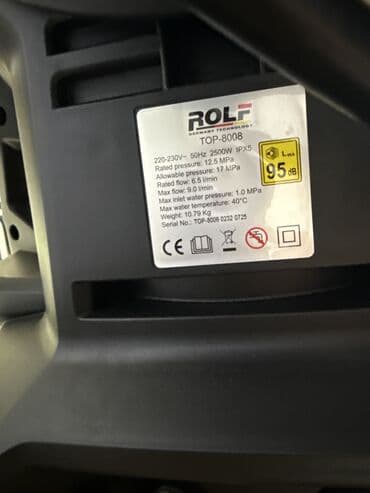 ROLF
GERMANY TECHNOLOGY
TOP-8008
220-230V~ 50Hz 2500W IPX5
Rated pressure: 12.5 MPa
Allowable pressure: 17 MPa
Rated flow: 6.5 l/min
Max flow: 9.0 l/min
Max inlet water pressure: 1.0 MPa
Max water temperature: 40°C
Weight: 10.79 Kg
Serial No.: TOP-8008 0232 0725
LWA
95 dB
CE